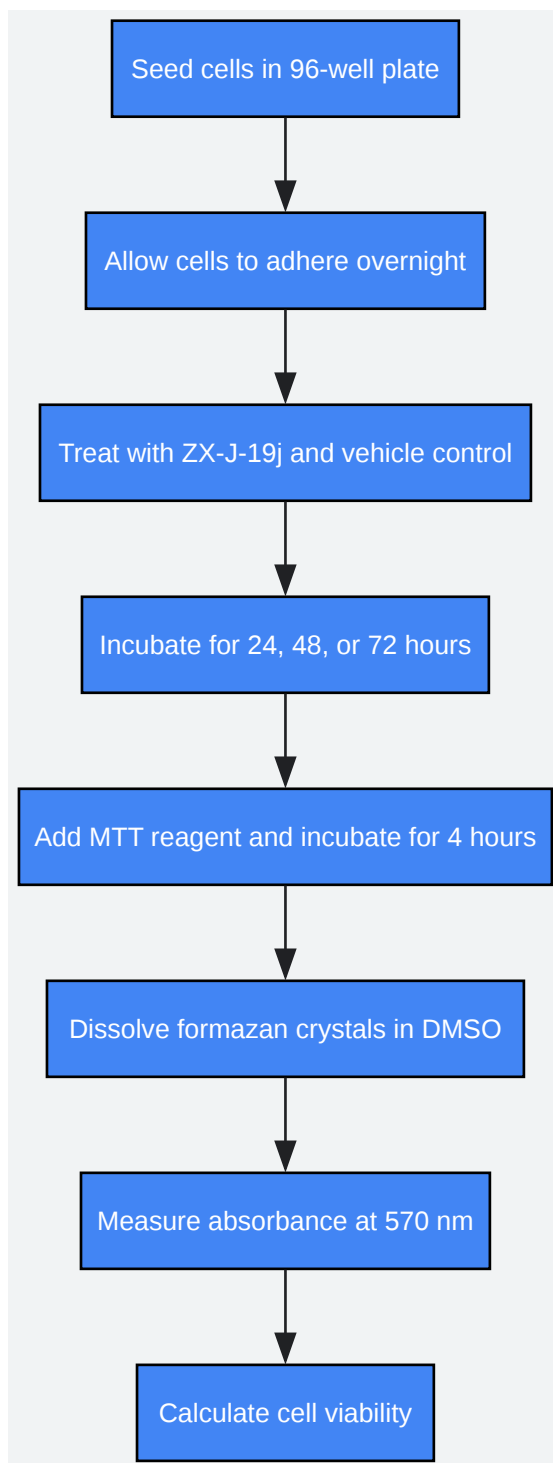 Seed cells in 96-well plate
Allow cells to adhere overnight
Treat with ZX-J-19j and vehicle control
Incubate for 24, 48, or 72 hours
Add MTT reagent and incubate for 4 hours
Dissolve formazan crystals in DMSO
Measure absorbance at 570 nm
Calculate cell viability